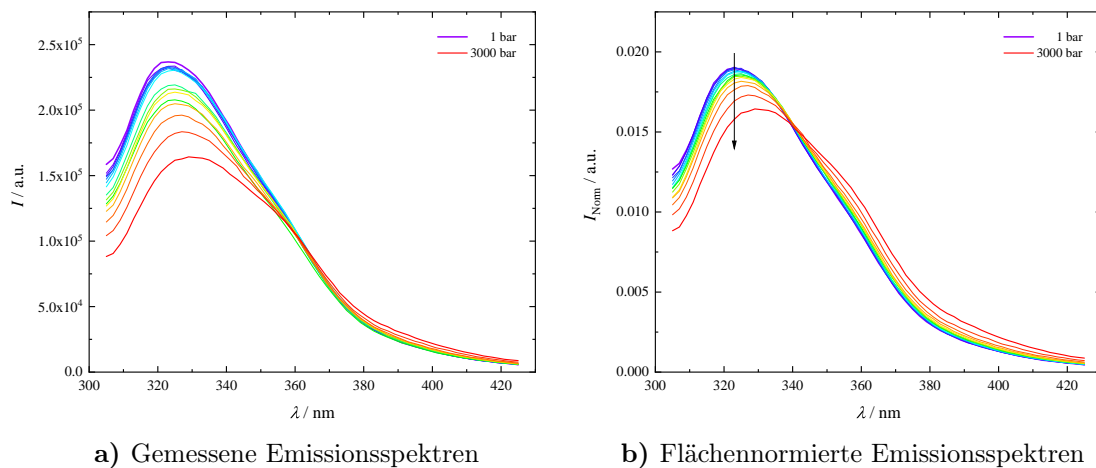 1 bar
3000 bar
2.5x10⁵
2.0x10⁵
1.5x10⁵
1.0x10⁵
5.0x10⁴
0.0
I / a.u.
300 320 340 360 380 400 420
λ / nm
a) Gemessene Emissionsspektren
1 bar
3000 bar
0.020
0.015
0.010
0.005
0.000
I_Norm / a.u.
300 320 340 360 380 400 420
λ / nm
b) Flächennormierte Emissionsspektren